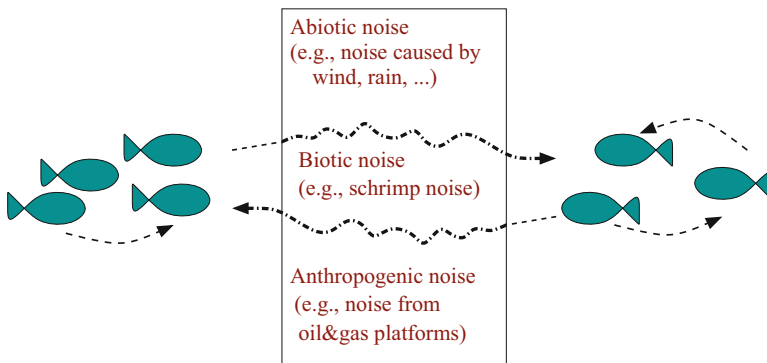 Abiotic noise
(e.g., noise caused by
wind, rain, ...)
Biotic noise
(e.g., schrimp noise)
Anthropogenic noise
(e.g., noise from
oil&gas platforms)